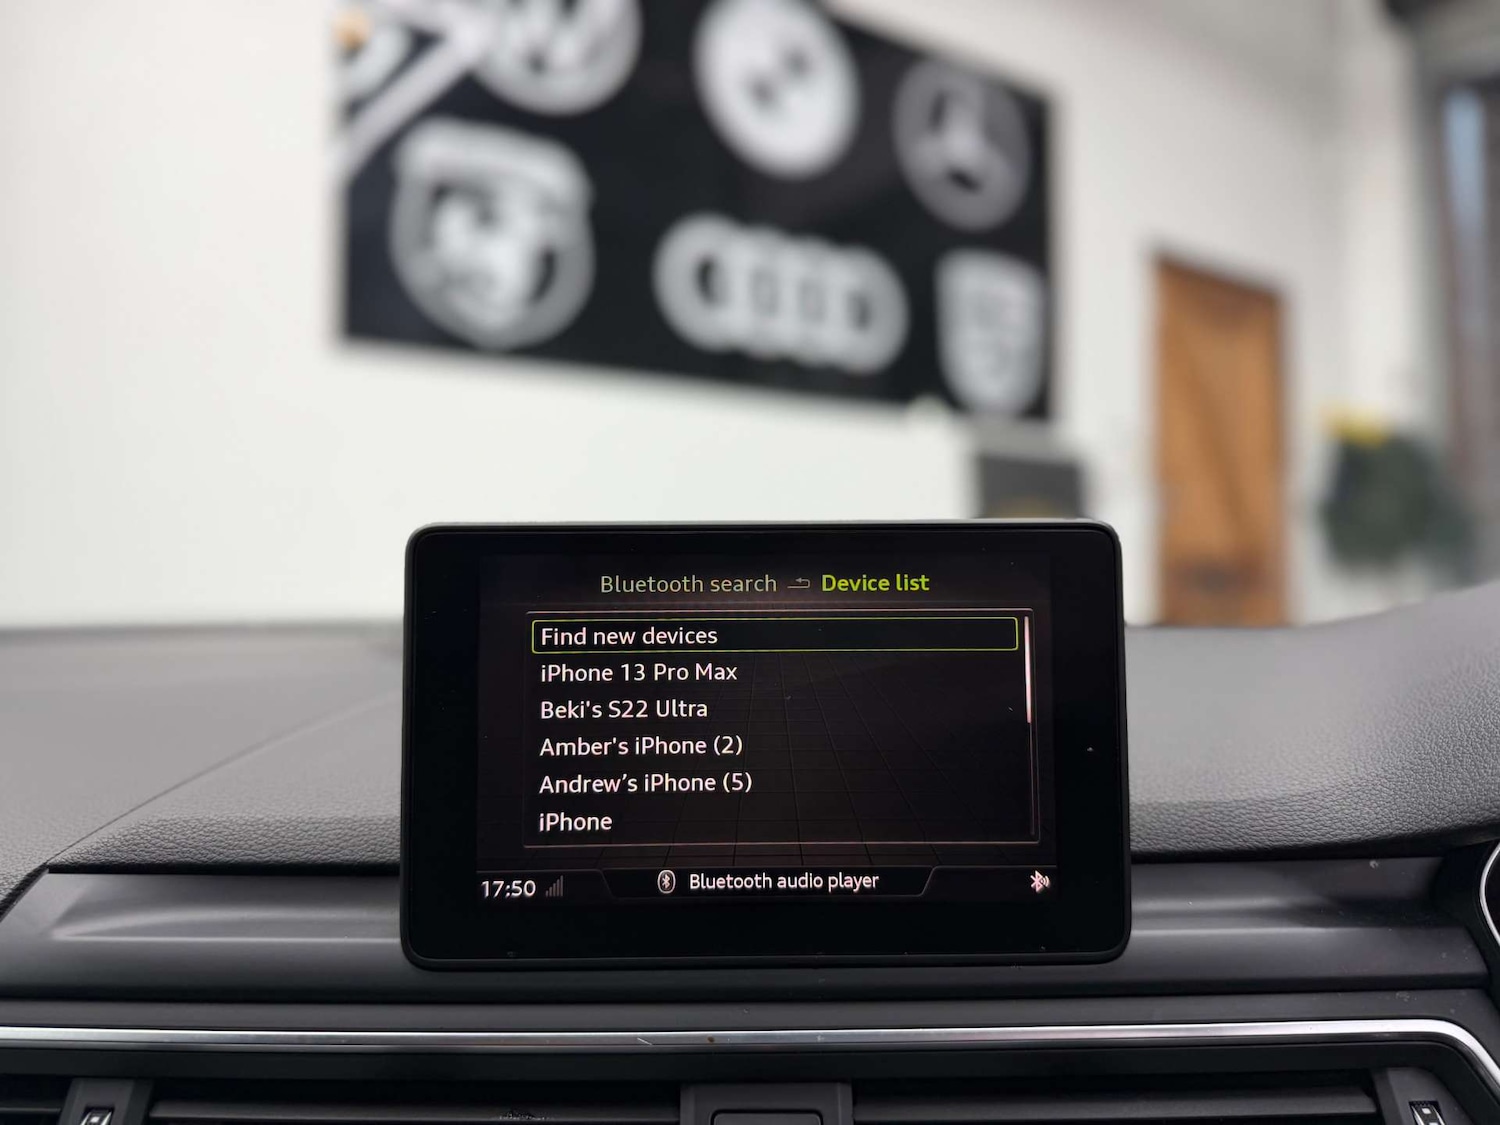 Bluetooth search Device list
Find new devices
iPhone 13 Pro Max
Beki's S22 Ultra
Amber's iPhone (2)
Andrew’s iPhone (5)
iPhone
17:50 Bluetooth audio player